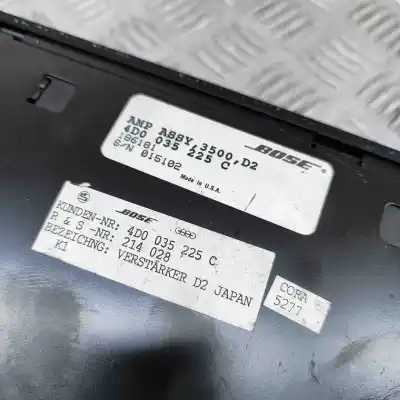 AMP ASSY,3500,D2
4D0 035 225 C
186181
S/N 015102
BOSE
Made in U.S.A.
BOSE
KUNDEN-NR: 4D0 035 225 C
R & S -NR: 214 028
BEZEICHNG: VERSTÄRKER D2 JAPAN
K1
CORA
5277